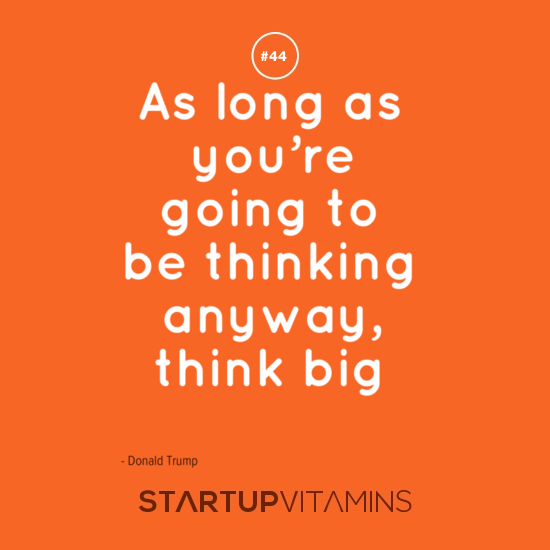 #44
As long as
you’re
going to
be thinking
anyway,
think big
- Donald Trump
STARTUPVITAMINS